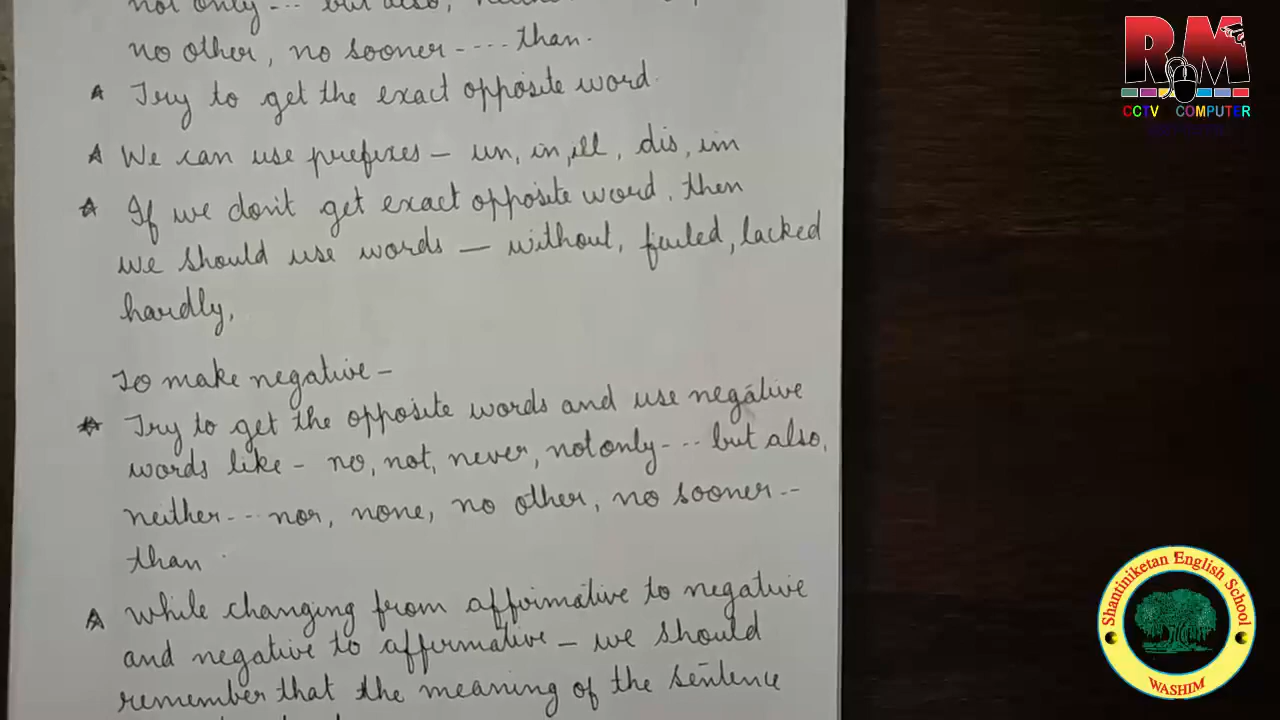 not only --- but also,
no other, no sooner ---- than.
Try to get the exact opposite word.
We can use prefixes - un, in, ill, dis, im
If we don't get exact opposite word. then
we should use words - without, failed, lacked
hardly,
To make negative -
Try to get the opposite words and use negative
words like - no, not, never, not only --- but also,
neither --- nor, none, no other, no sooner --
than.
while changing from affirmative to negative
and negative to affirmative - we should
remember that the meaning of the sentence
RM
CCTV COMPUTER
Shantiniketan English School
WASHIM